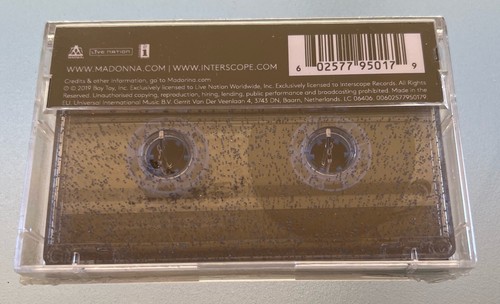 Live nation
i
6 02577 95017 9
WWW.MADONNA.COM | WWW.INTERSCOPE.COM
Credits & other information, go to Madonna.com
℗ © 2019 Boy Toy, Inc. Exclusively licensed to Live Nation Worldwide, Inc. Exclusively licensed to Interscope Records. All Rights
Reserved. Unauthorised copying, reproduction, hiring, lending, public performance and broadcasting prohibited. Made in the
EU. Universal International Music B.V. Gerrit Van Der Veenlaan 4, 3743 DN, Baarn, Netherlands. LC 06406. 00602577950179